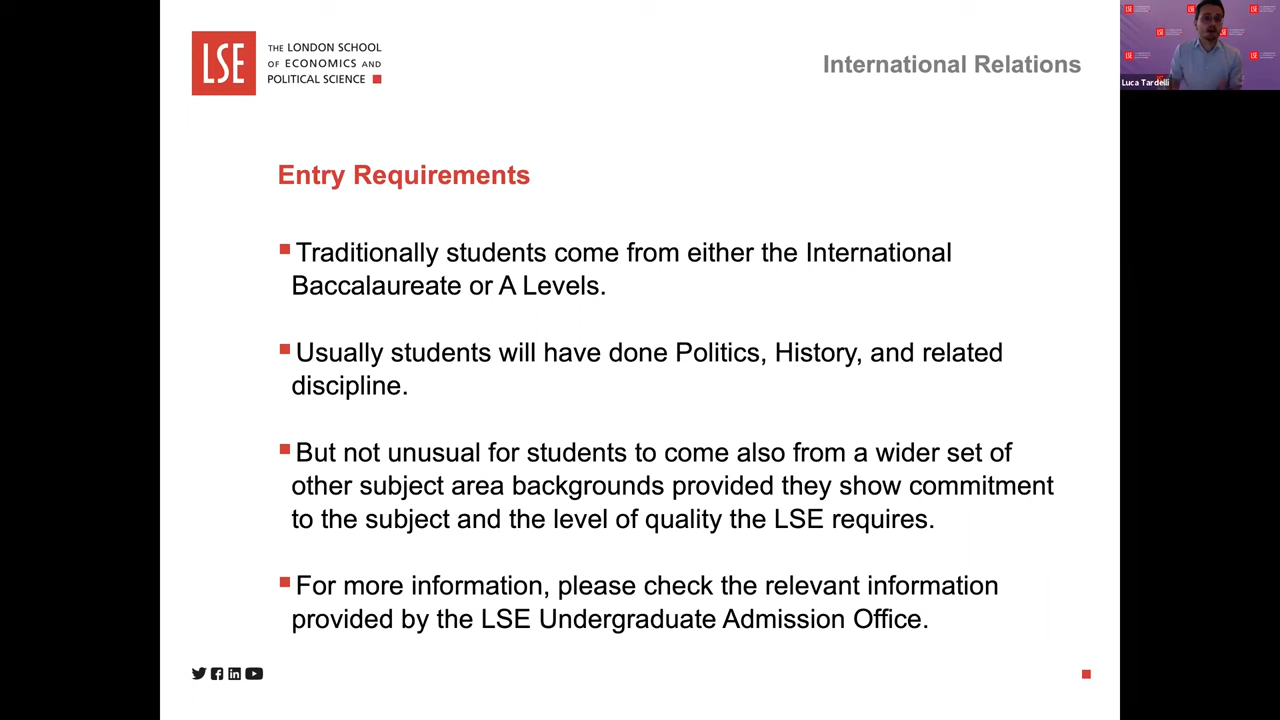 LSE
THE LONDON SCHOOL
OF ECONOMICS AND
POLITICAL SCIENCE
International Relations
Luca Tardelli
Entry Requirements
Traditionally students come from either the International
Baccalaureate or A Levels.
Usually students will have done Politics, History, and related
discipline.
But not unusual for students to come also from a wider set of
other subject area backgrounds provided they show commitment
to the subject and the level of quality the LSE requires.
For more information, please check the relevant information
provided by the LSE Undergraduate Admission Office.